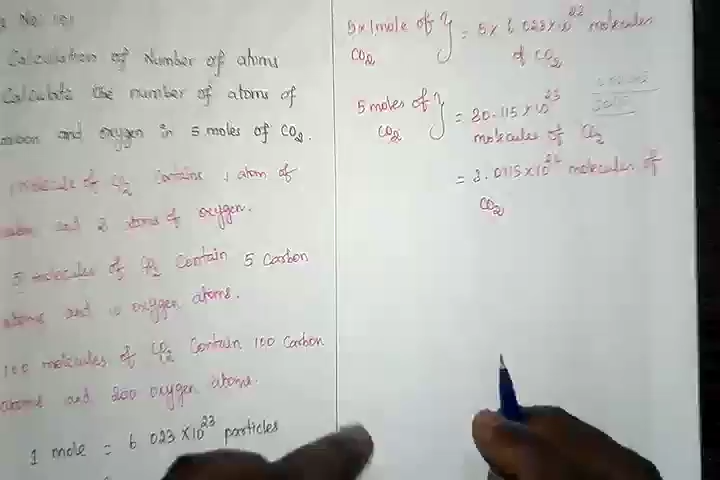 No: 151
Calculation of Number of atoms
Calculate the number of atoms of
and oxygen in 5 moles of CO2.
molecule of CO2 contains 1 atom of
and 2 atoms of oxygen.
5 molecules of CO2 contain 5 carbon
atoms and 10 oxygen atoms.
100 molecules of CO2 contain 100 carbon
atoms and 200 oxygen atoms.
1 mole = 6 023 × 10^23 particles
5 × 1 mole of CO2 } = 5 × 6 023 × 10^23 molecules
of CO2
5 moles of CO2 } = 30.115 × 10^23
molecules of CO2
= 3.0115 × 10^24 molecules of
CO2